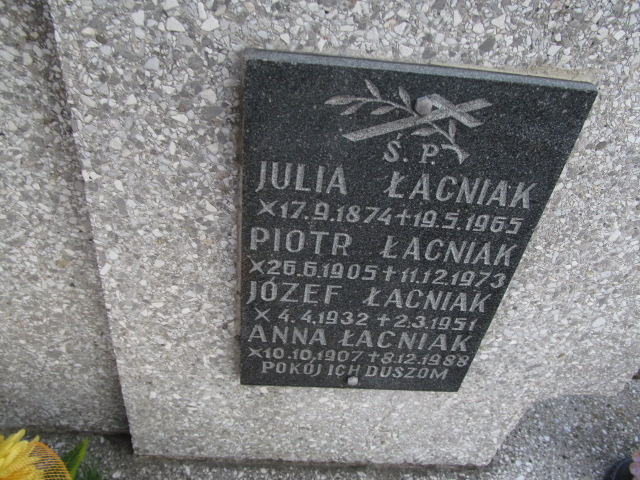 Ś. P.
JULIA ŁACNIAK
×17.9.1874+19.5.1965
PIOTR ŁACNIAK
×26.6.1905+11.12.1973
JÓZEF ŁACNIAK
×4.4.1932+2.3.1951
ANNA ŁACNIAK
×10.10.1907+8.12.1988
POKÓJ ICH DUSZOM